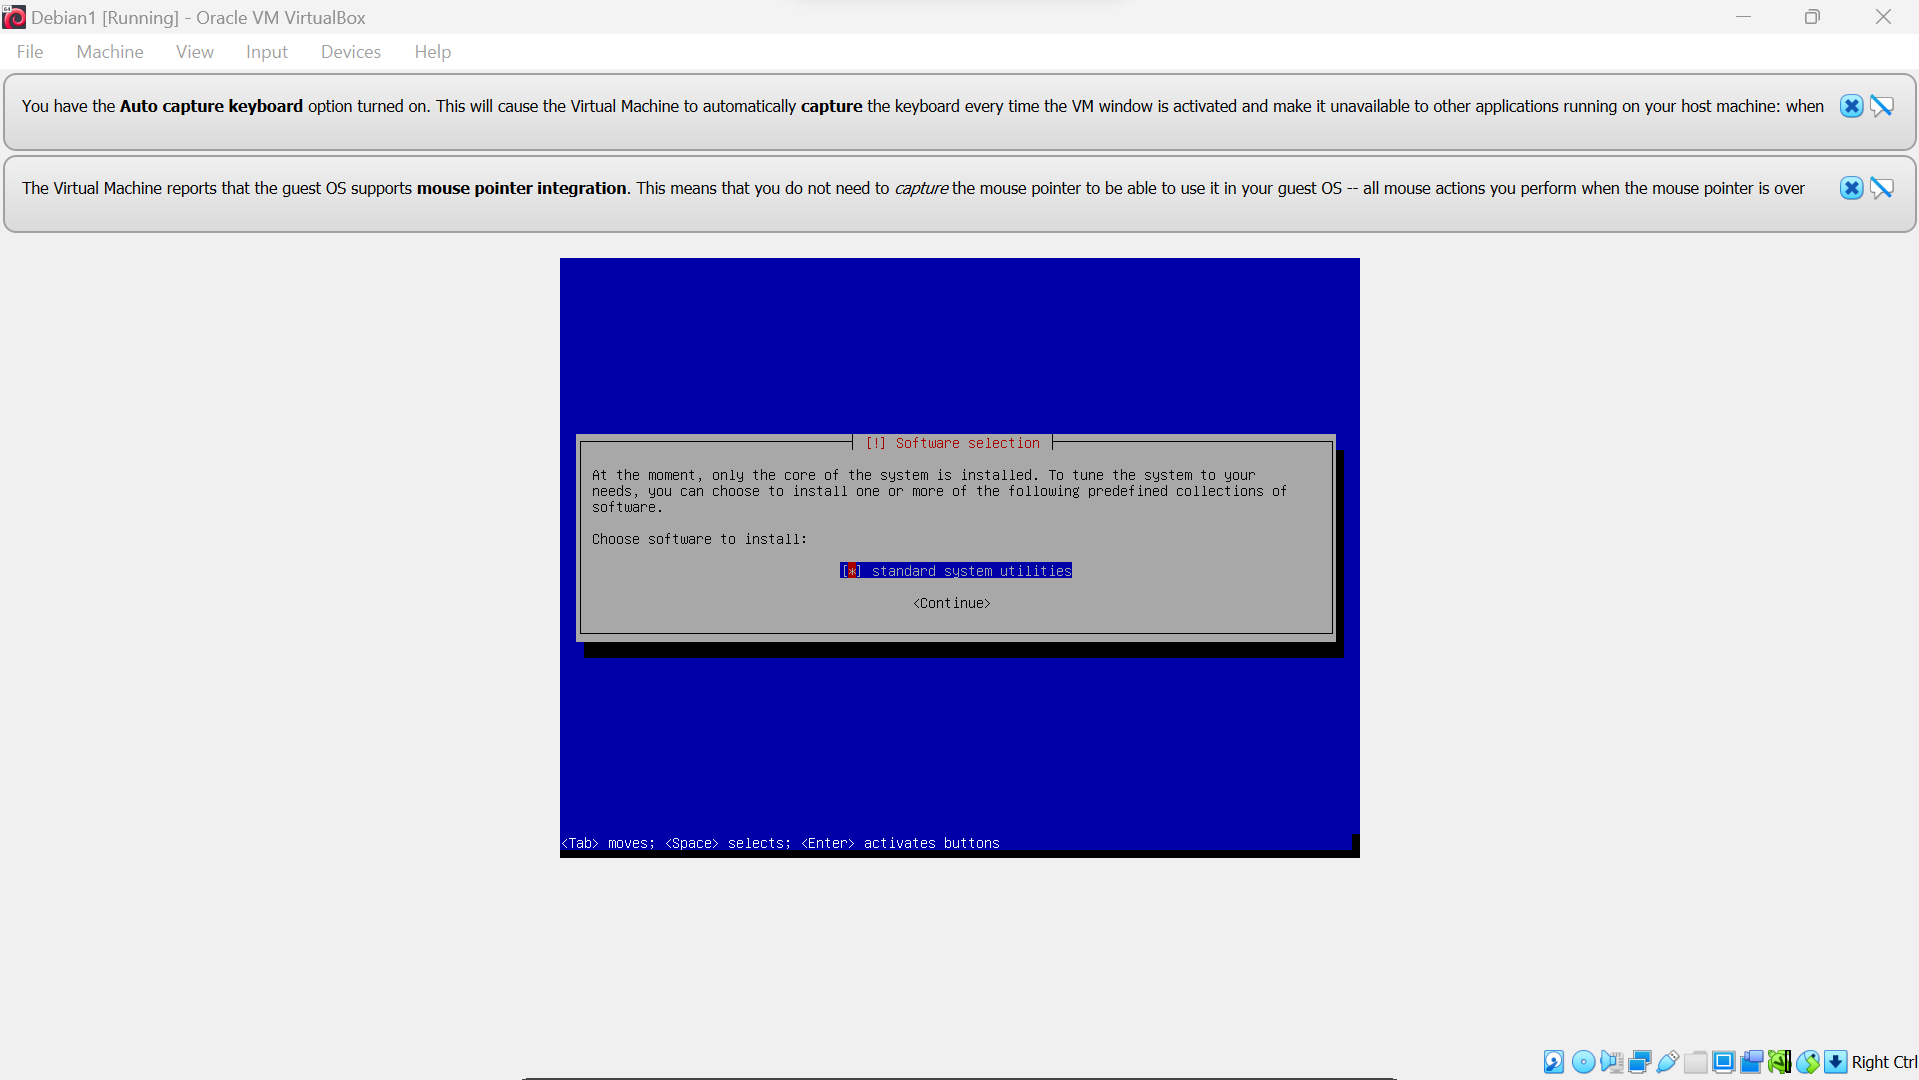 Debian1 [Running] - Oracle VM VirtualBox
File Machine View Input Devices Help
You have the Auto capture keyboard option turned on. This will cause the Virtual Machine to automatically capture the keyboard every time the VM window is activated and make it unavailable to other applications running on your host machine: when
The Virtual Machine reports that the guest OS supports mouse pointer integration. This means that you do not need to capture the mouse pointer to be able to use it in your guest OS -- all mouse actions you perform when the mouse pointer is over
[!] Software selection
At the moment, only the core of the system is installed. To tune the system to your
needs, you can choose to install one or more of the following predefined collections of
software.
Choose software to install:
[*] standard system utilities
<Continue>
<Tab> moves; <Space> selects; <Enter> activates buttons
Right Ctrl